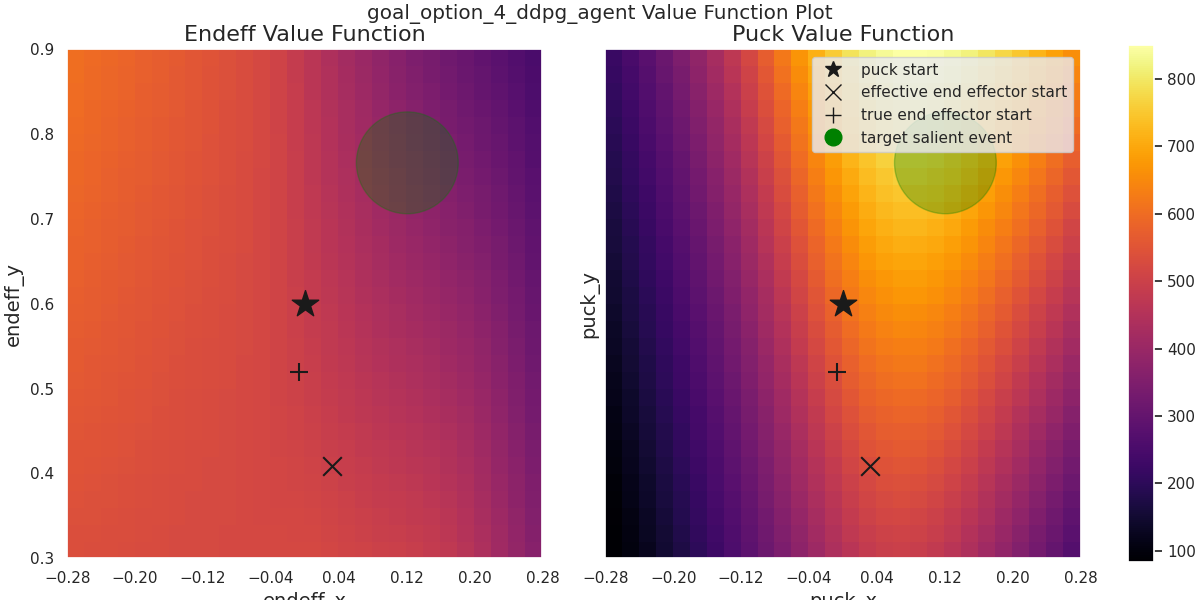 goal_option_4_ddpg_agent Value Function Plot
Endeff Value Function
Puck Value Function
0.9
0.8
0.7
0.6
0.5
0.4
0.3
endeff_y
−0.28 −0.20 −0.12 −0.04 0.04 0.12 0.20 0.28
endeff_x
puck_y
puck start
effective end effector start
true end effector start
target salient event
−0.28 −0.20 −0.12 −0.04 0.04 0.12 0.20 0.28
puck_x
800
700
600
500
400
300
200
100